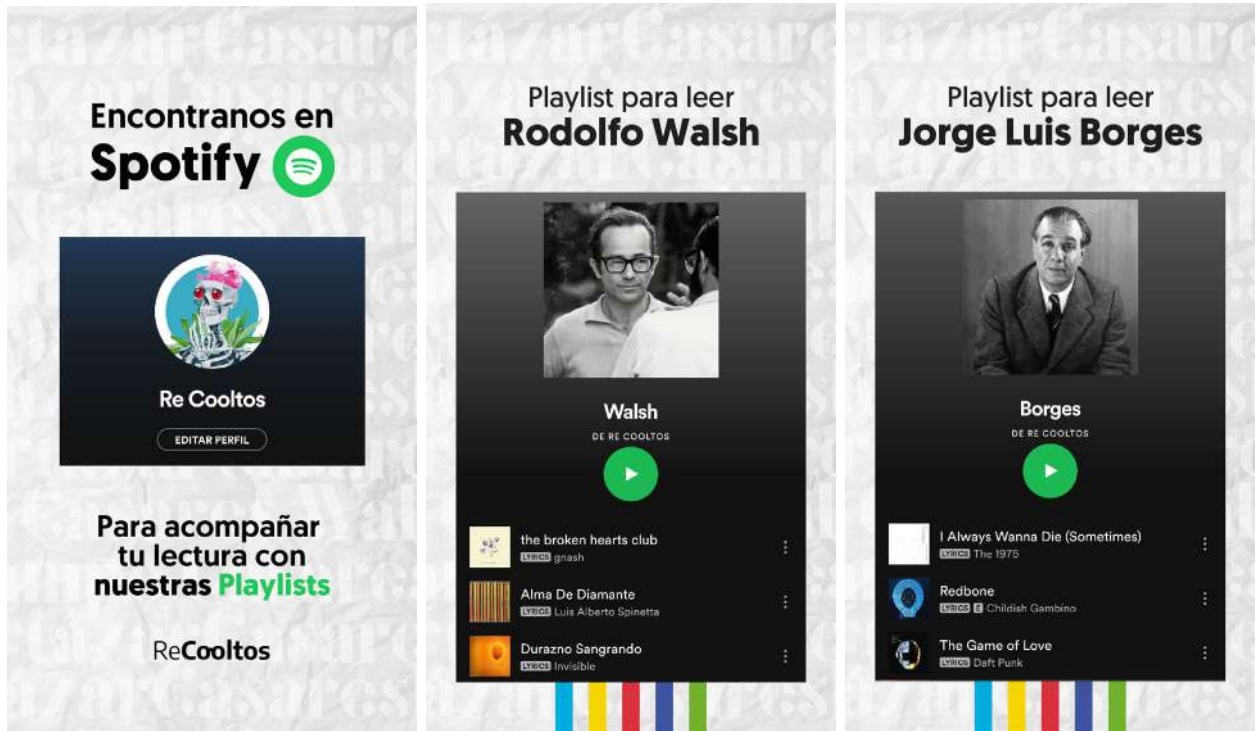 Encontranos en
Spotify
Re Cooltos
EDITAR PERFIL
Para acompañar
tu lectura con
nuestras Playlists
ReCooltos
Playlist para leer
Rodolfo Walsh
Walsh
DE RE COOLTOS
the broken hearts club
LYRICS gnash
Alma De Diamante
LYRICS Luis Alberto Spinetta
Durazno Sangrando
LYRICS Invisible
Playlist para leer
Jorge Luis Borges
Borges
DE RE COOLTOS
I Always Wanna Die (Sometimes)
LYRICS The 1975
Redbone
LYRICS E Childish Gambino
The Game of Love
LYRICS Daft Punk